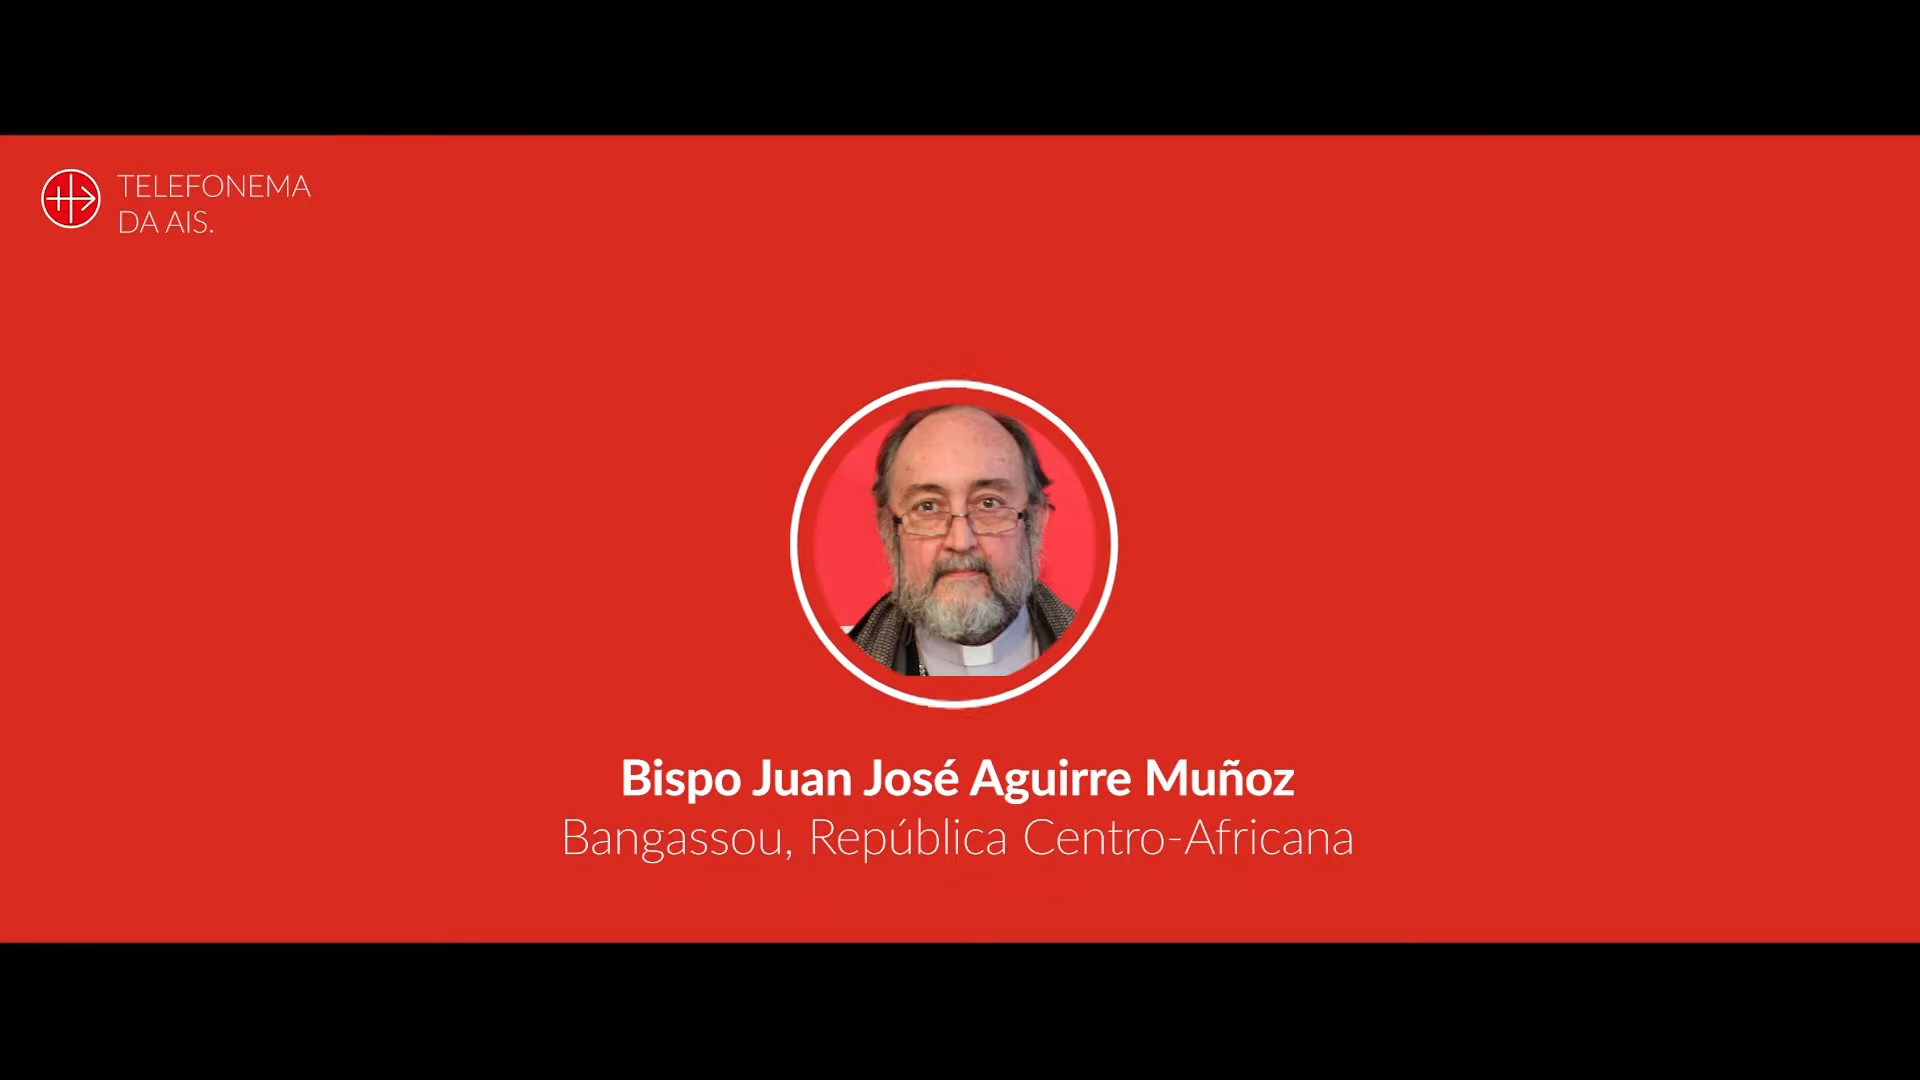 TELEFONEMA
DA AIS.
Bispo Juan José Aguirre Muñoz
Bangassou, República Centro-Africana